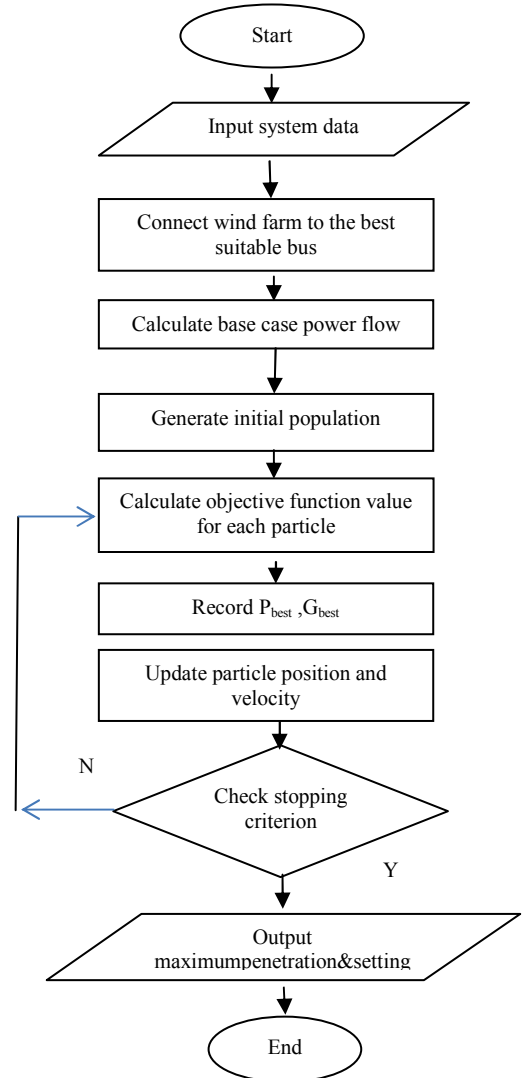 Start
Input system data
Connect wind farm to the best
suitable bus
Calculate base case power flow
Generate initial population
Calculate objective function value
for each particle
Record Pbest ,Gbest
Update particle position and
velocity
N
Check stopping
criterion
Y
Output
maximumpenetration&setting
End